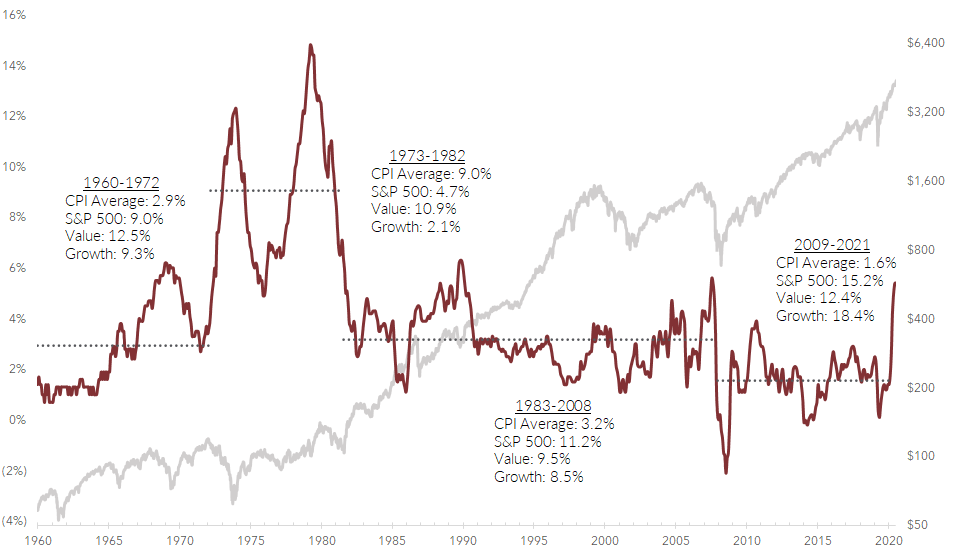 16%
14%
12%
10%
8%
6%
4%
2%
0%
(2%)
(4%)
1960-1972
CPI Average: 2.9%
S&P 500: 9.0%
Value: 12.5%
Growth: 9.3%
1973-1982
CPI Average: 9.0%
S&P 500: 4.7%
Value: 10.9%
Growth: 2.1%
1983-2008
CPI Average: 3.2%
S&P 500: 11.2%
Value: 9.5%
Growth: 8.5%
2009-2021
CPI Average: 1.6%
S&P 500: 15.2%
Value: 12.4%
Growth: 18.4%
$6,400
$3,200
$1,600
$800
$400
$200
$100
$50
1960 1965 1970 1975 1980 1985 1990 1995 2000 2005 2010 2015 2020